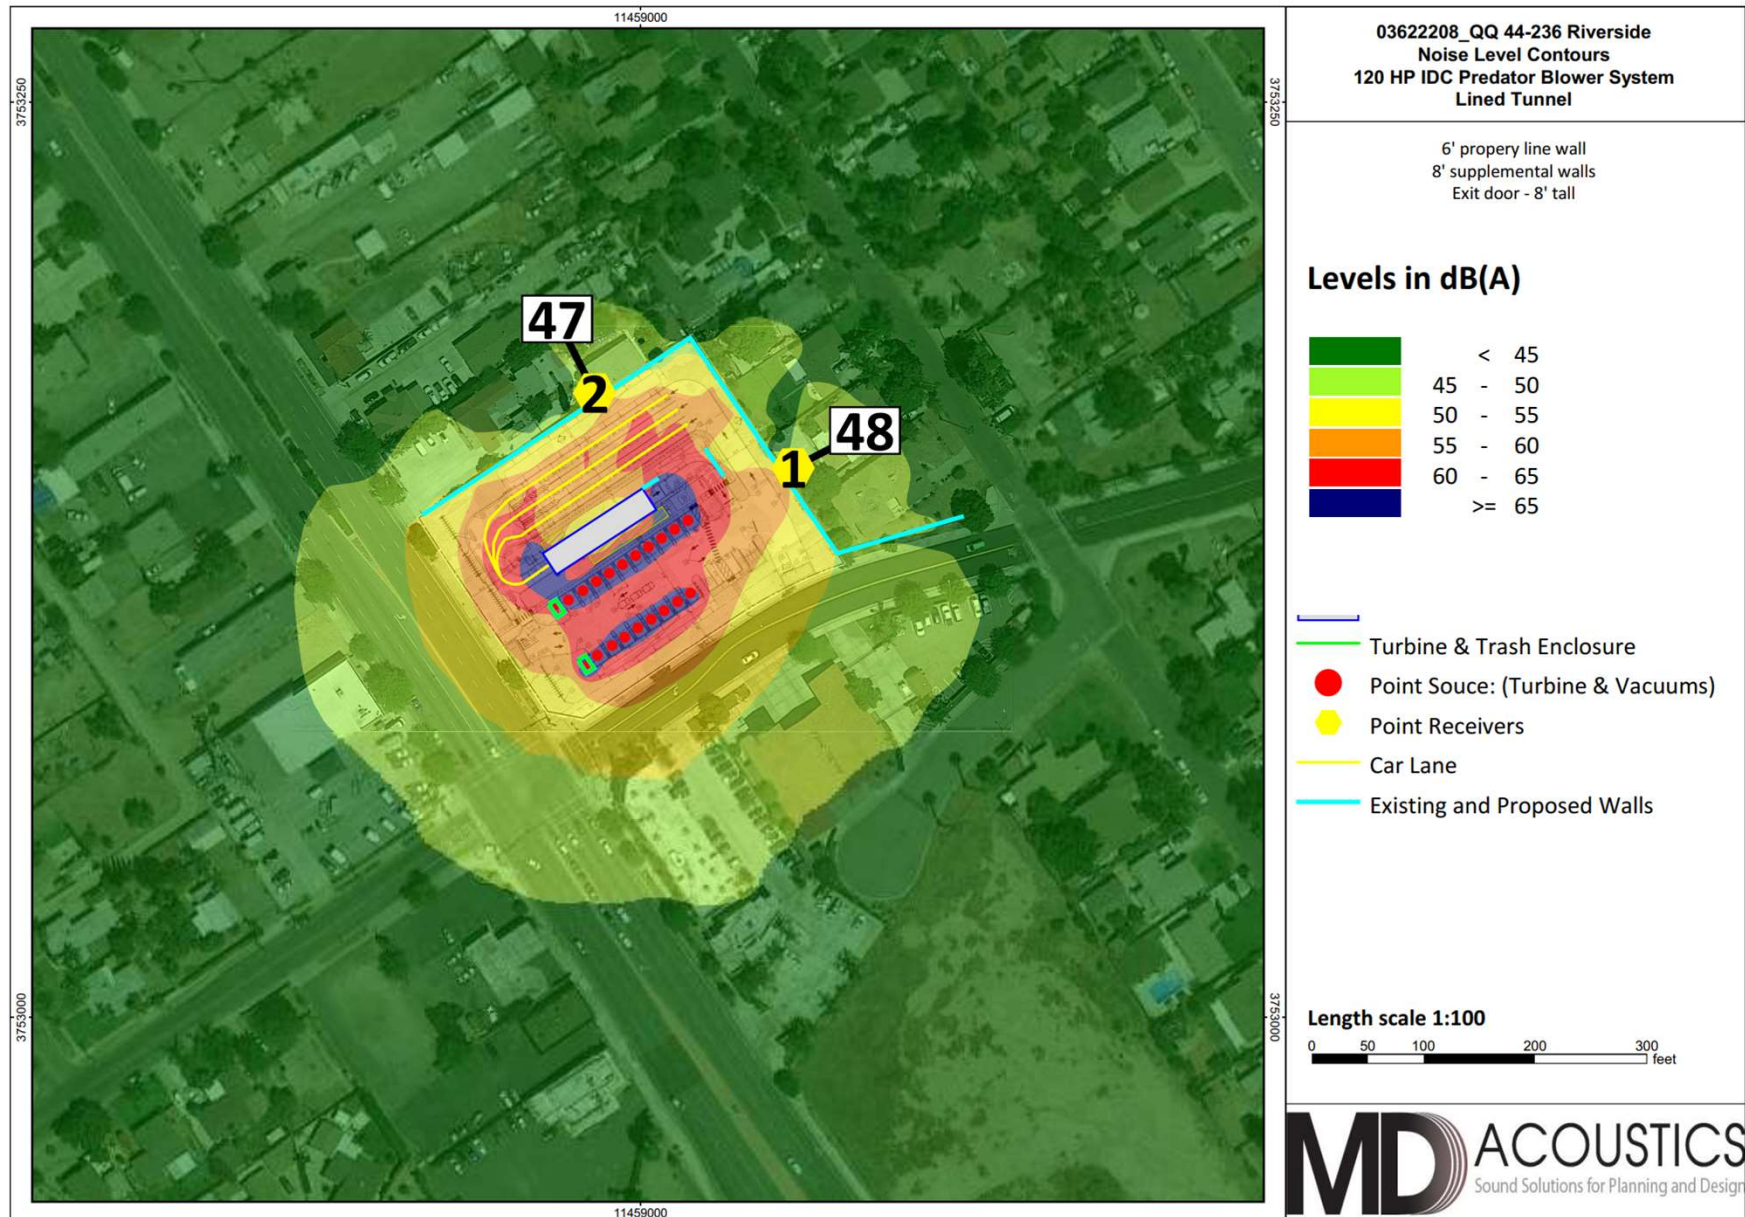 11459000
3753250
3753250
47
2
48
1
3753000
3753000
11459000
03622208_QQ 44-236 Riverside
Noise Level Contours
120 HP IDC Predator Blower System
Lined Tunnel
6' propery line wall
8' supplemental walls
Exit door - 8' tall
Levels in dB(A)
< 45
45 - 50
50 - 55
55 - 60
60 - 65
>= 65
Turbine & Trash Enclosure
Point Souce: (Turbine & Vacuums)
Point Receivers
Car Lane
Existing and Proposed Walls
Length scale 1:100
0 50 100 200 300
feet
MD ACOUSTICS
Sound Solutions for Planning and Design